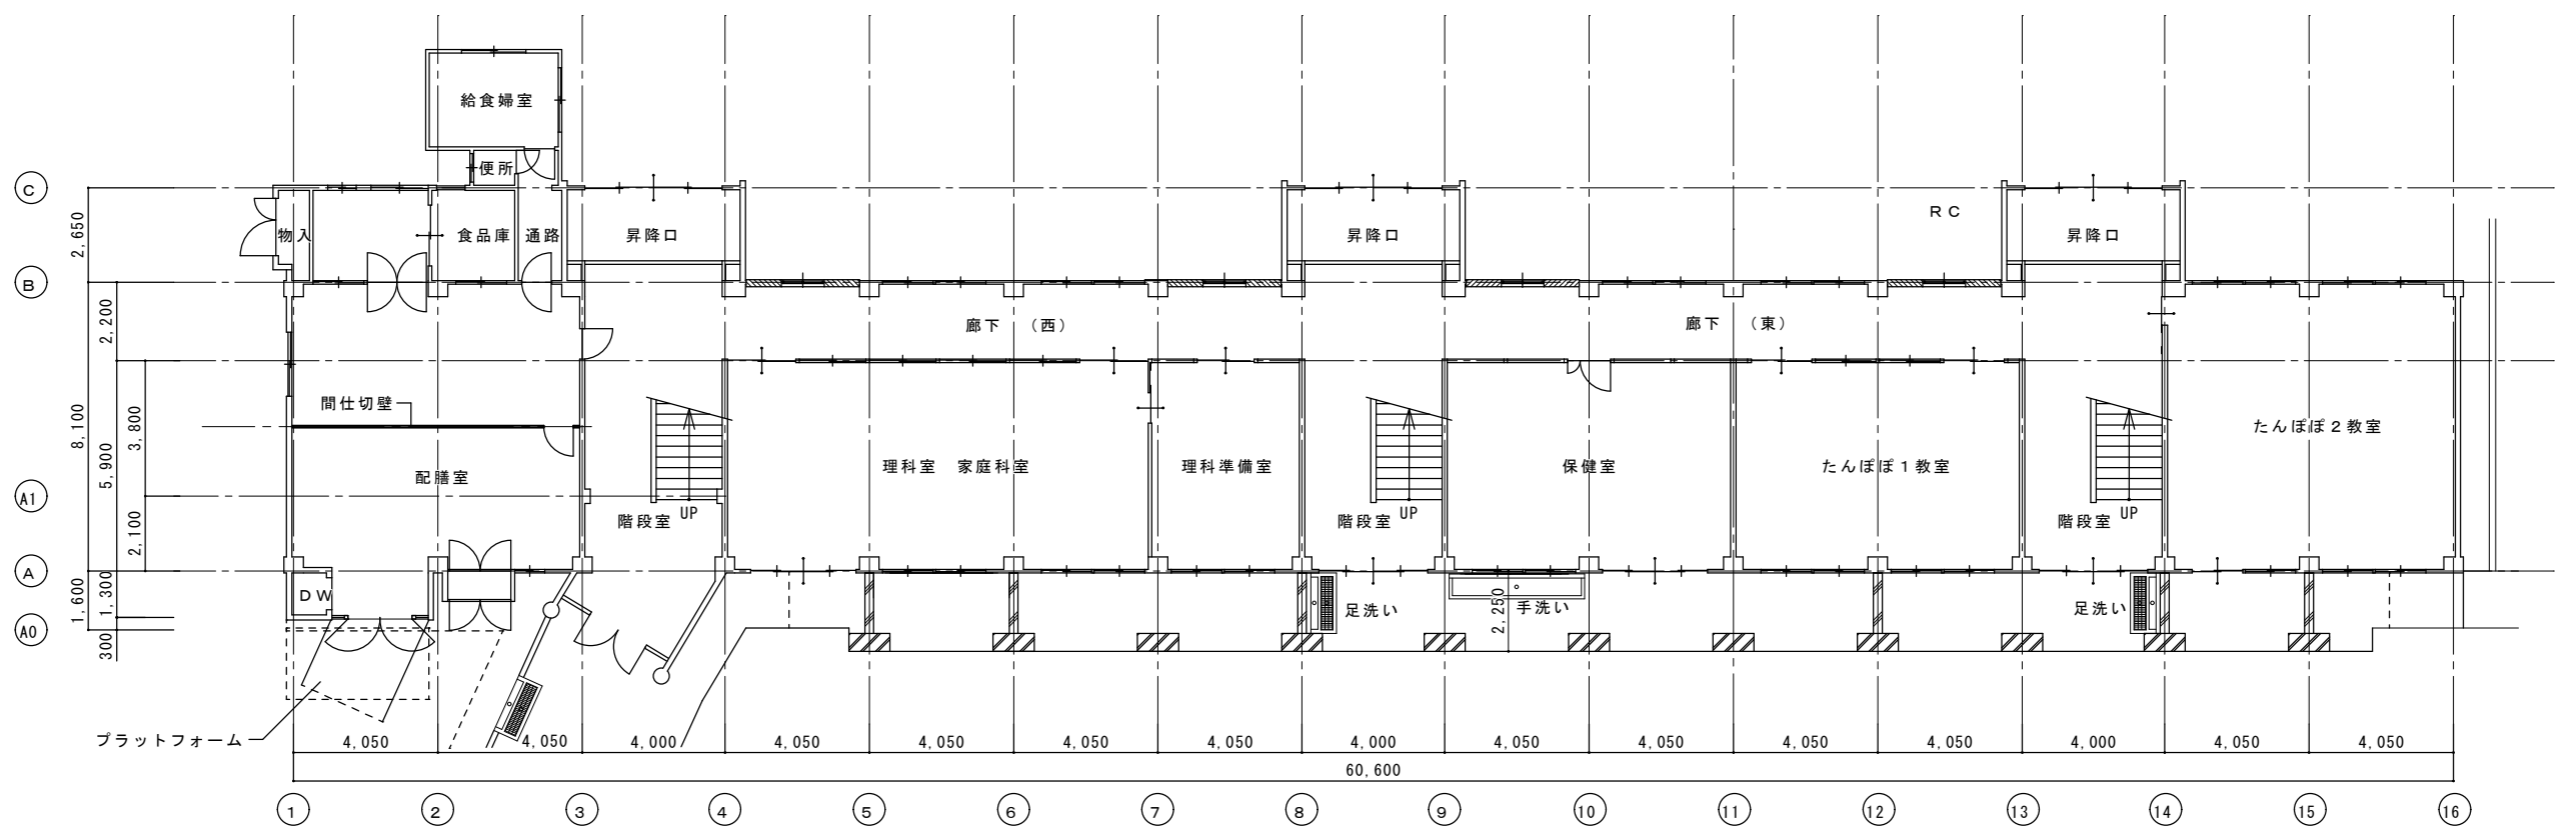 給食婦室
便所
C
物入
食品庫
通路
昇降口
昇降口
RC
昇降口
2,650
B
2,200
廊下 （西）
廊下 （東）
間仕切壁
配膳室
理科室 家庭科室
理科準備室
保健室
たんぽぽ1教室
たんぽぽ2教室
8,100
5,900
3,800
A1
階段室
UP
階段室
UP
階段室
UP
2,100
A
DW
1,600
1,300
足洗い
2,250
手洗い
足洗い
A0
300
プラットフォーム
4,050
4,050
4,000
4,050
4,050
4,050
4,050
4,000
4,050
4,050
4,050
4,050
4,000
4,050
4,050
60,600
1
2
3
4
5
6
7
8
9
10
11
12
13
14
15
16